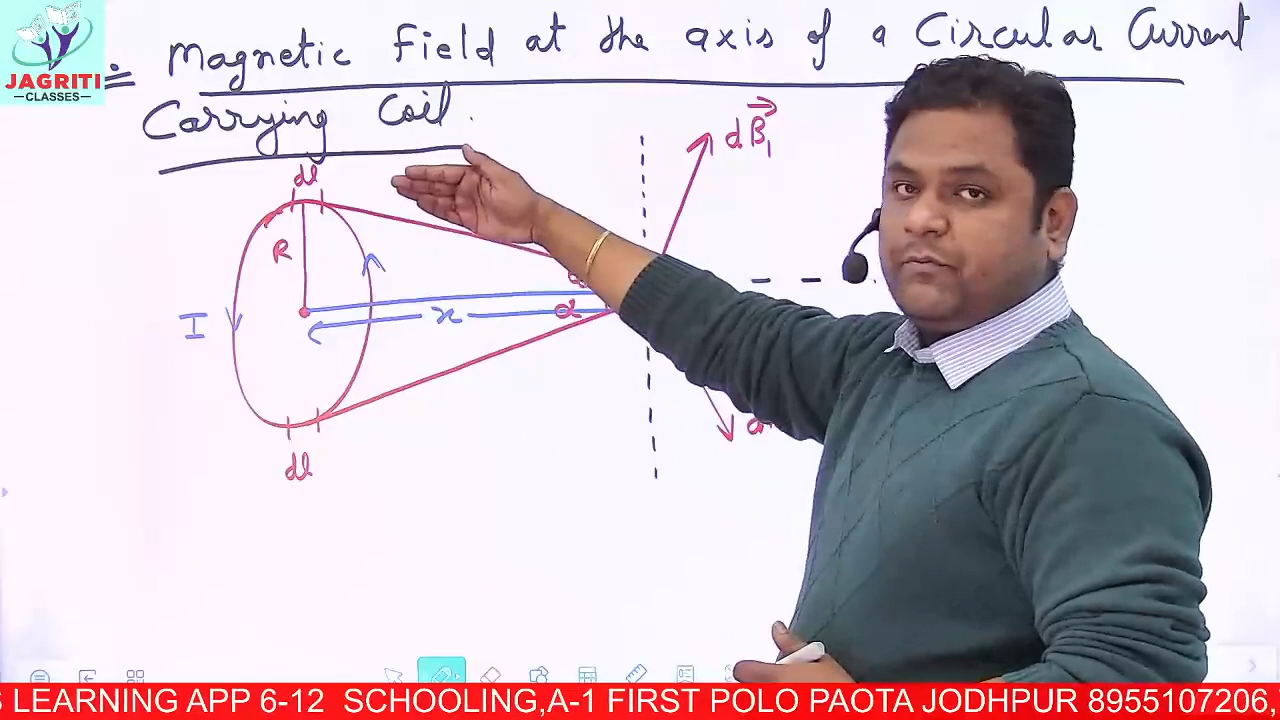 JAGRITI
CLASSES
Magnetic Field at the axis of a Circular Current
Carrying Coil.
dl
dB₁
R
I
x
α
dl
LEARNING APP 6-12 SCHOOLING,A-1 FIRST POLO PAOTA JODHPUR 8955107206,